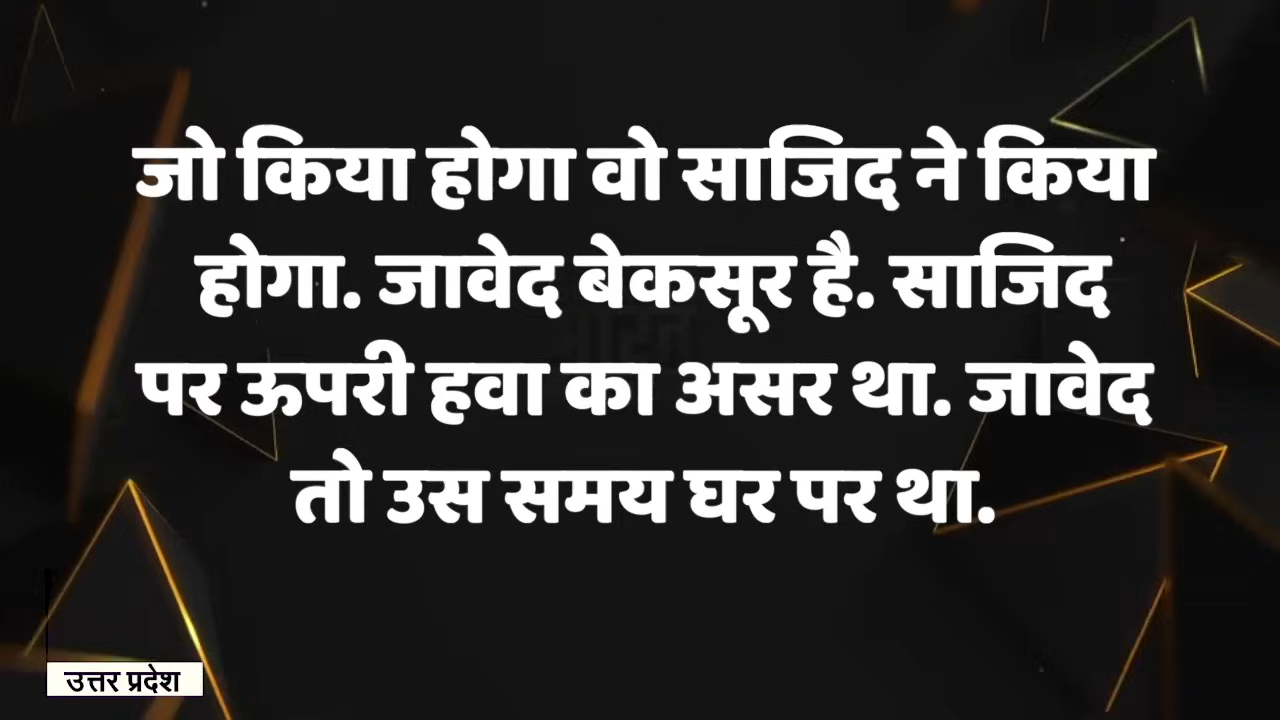 जो किया होगा वो साजिद ने किया
होगा. जावेद बेकसूर है. साजिद
पर ऊपरी हवा का असर था. जावेद
तो उस समय घर पर था.
उत्तर प्रदेश